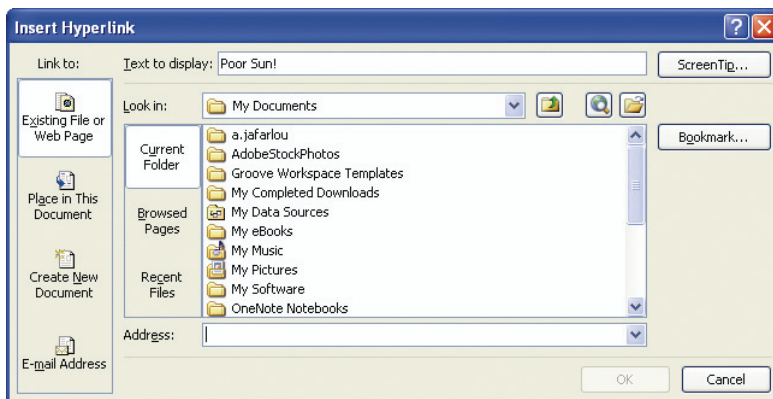 Insert Hyperlink
Link to:
Text to display: Poor Sun!
ScreenTip...
Existing File or
Web Page
Place in This
Document
Create New
Document
E-mail Address
Look in: My Documents
Current
Folder
Browsed
Pages
Recent
Files
a.jafarlou
AdobeStockPhotos
Groove Workspace Templates
My Completed Downloads
My Data Sources
My eBooks
My Music
My Pictures
My Software
OneNote Notebooks
Bookmark...
Address:
OK
Cancel